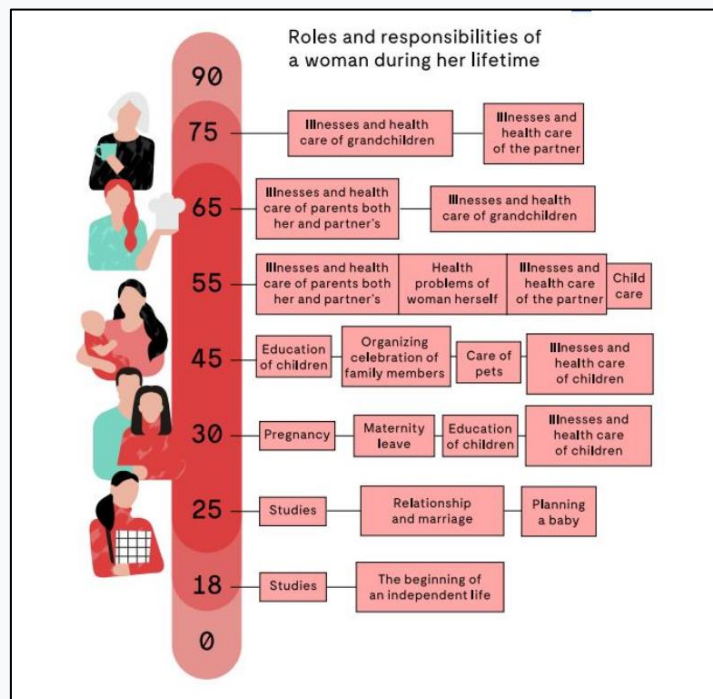 Roles and responsibilities of
a woman during her lifetime
90
75
Illnesses and health
care of grandchildren
Illnesses and
health care
of the partner
65
Illnesses and health
care of parents both
her and partner's
Illnesses and health
care of grandchildren
55
Illnesses and health
care of parents both
her and partner's
Health
problems of
woman herself
Illnesses and
health care
of the partner
Child
care
45
Education
of children
Organizing
celebration of
family members
Care of
pets
Illnesses and
health care
of children
30
Pregnancy
Maternity
leave
Education
of children
Illnesses and
health care
of children
25
Studies
Relationship
and marriage
Planning
a baby
18
Studies
The beginning of
an independent life
0